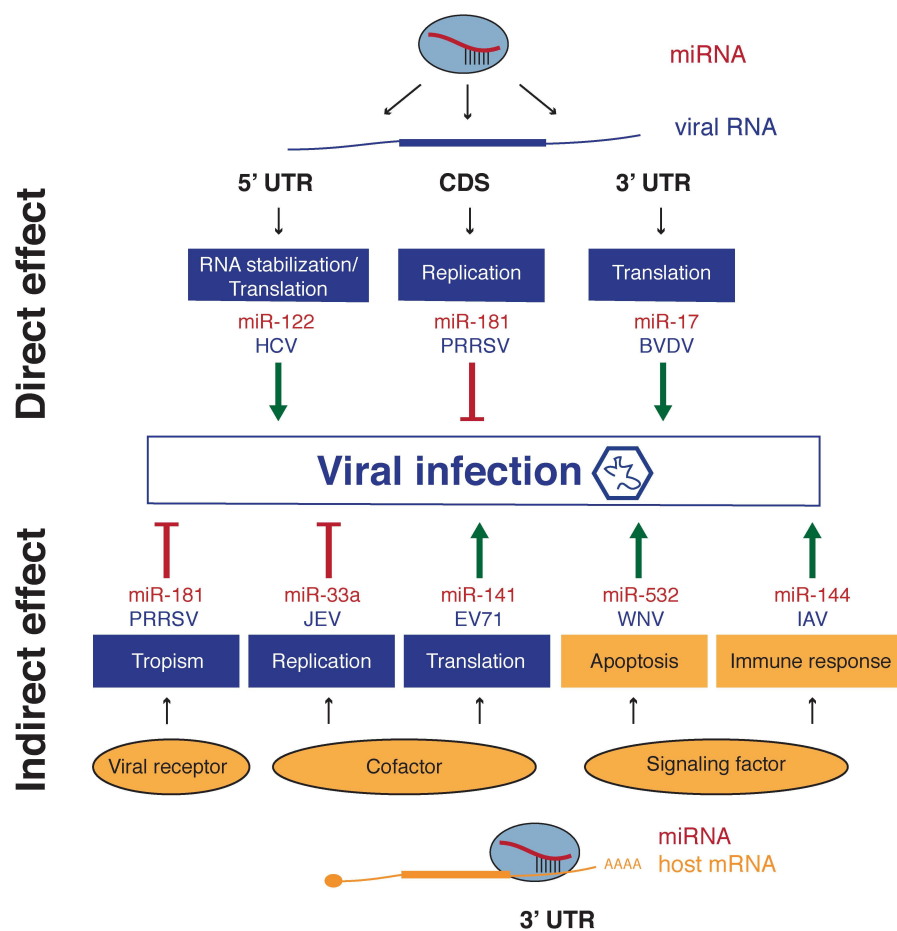 miRNA
viral RNA
5’ UTR
CDS
3’ UTR
Direct effect
RNA stabilization/
Translation
Replication
Translation
miR-122
HCV
miR-181
PRRSV
miR-17
BVDV
Viral infection
Indirect effect
miR-181
PRRSV
miR-33a
JEV
miR-141
EV71
miR-532
WNV
miR-144
IAV
Tropism
Replication
Translation
Apoptosis
Immune response
Viral receptor
Cofactor
Signaling factor
miRNA
AAAA
host mRNA
3’ UTR